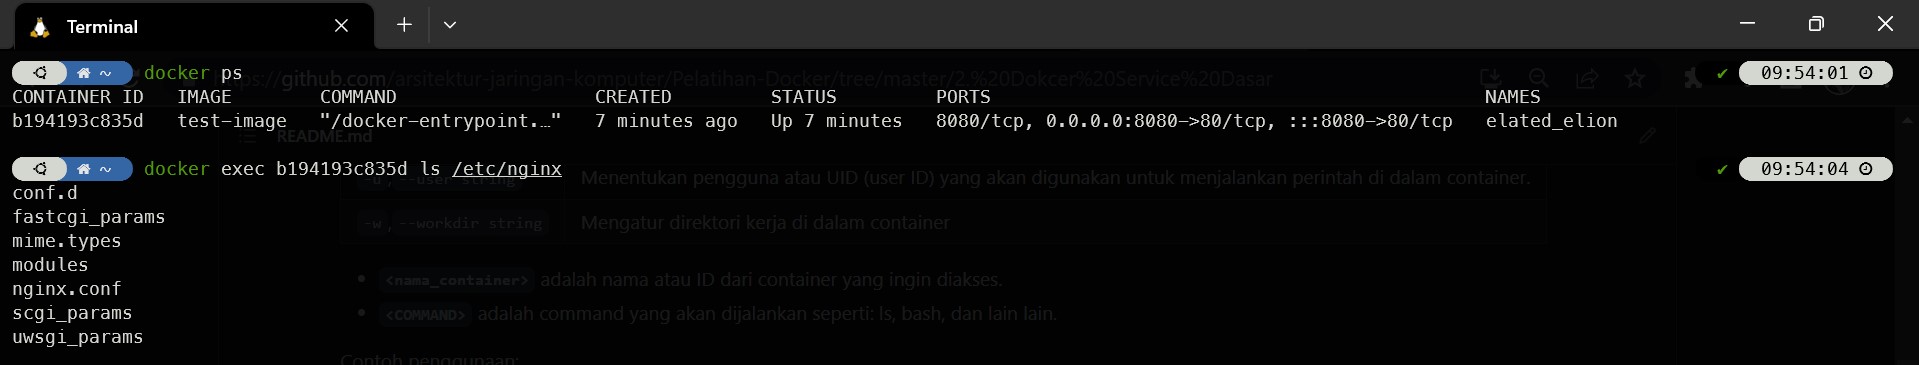 Terminal
~ docker ps 09:54:01
https://github.com/arsitektur-jaringan-komputer/Pelatihan-Docker/tree/master/2.%20Dokcer%20Service%20Dasar
CONTAINER ID IMAGE COMMAND CREATED STATUS PORTS NAMES
b194193c835d test-image "/docker-entrypoint.…" 7 minutes ago Up 7 minutes 8080/tcp, 0.0.0.0:8080->80/tcp, :::8080->80/tcp elated_elion
README.md
~ docker exec b194193c835d ls /etc/nginx 09:54:04
-u, --user string Menentukan pengguna atau UID (user ID) yang akan digunakan untuk menjalankan perintah di dalam container.
conf.d
fastcgi_params
-w, --workdir string Mengatur direktori kerja di dalam container
mime.types
modules
<nama_container> adalah nama atau ID dari container yang ingin diakses.
nginx.conf
scgi_params
<COMMAND> adalah command yang akan dijalankan seperti: ls, bash, dan lain lain.
uwsgi_params
Contoh penggunaan: